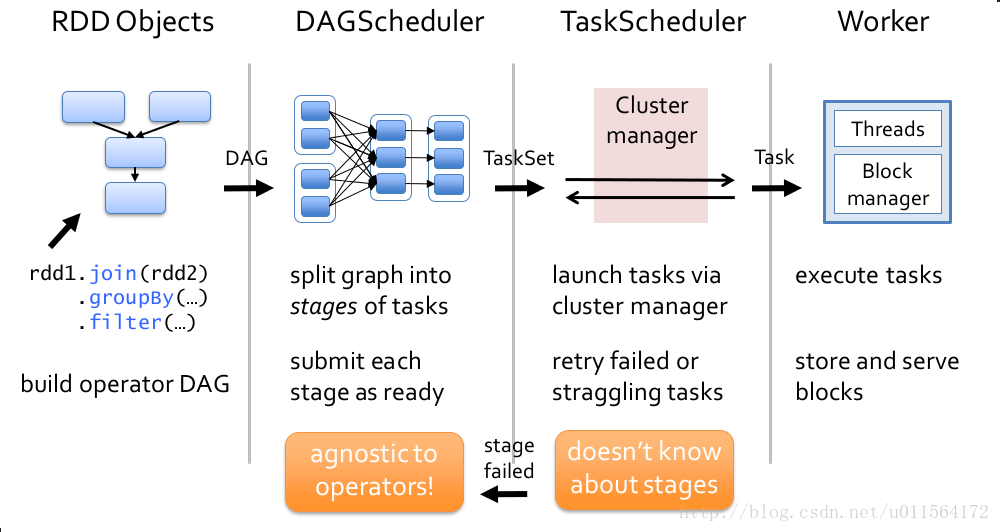 RDD Objects
DAGScheduler
TaskScheduler
Worker
DAG
TaskSet
Cluster
manager
Task
Threads
Block
manager
rdd1.join(rdd2)
.groupBy(…)
.filter(…)
build operator DAG
split graph into
stages of tasks
submit each
stage as ready
launch tasks via
cluster manager
retry failed or
straggling tasks
execute tasks
store and serve
blocks
agnostic to
operators!
stage
failed
doesn’t know
about stages
http://blog.csdn.net/u011564172